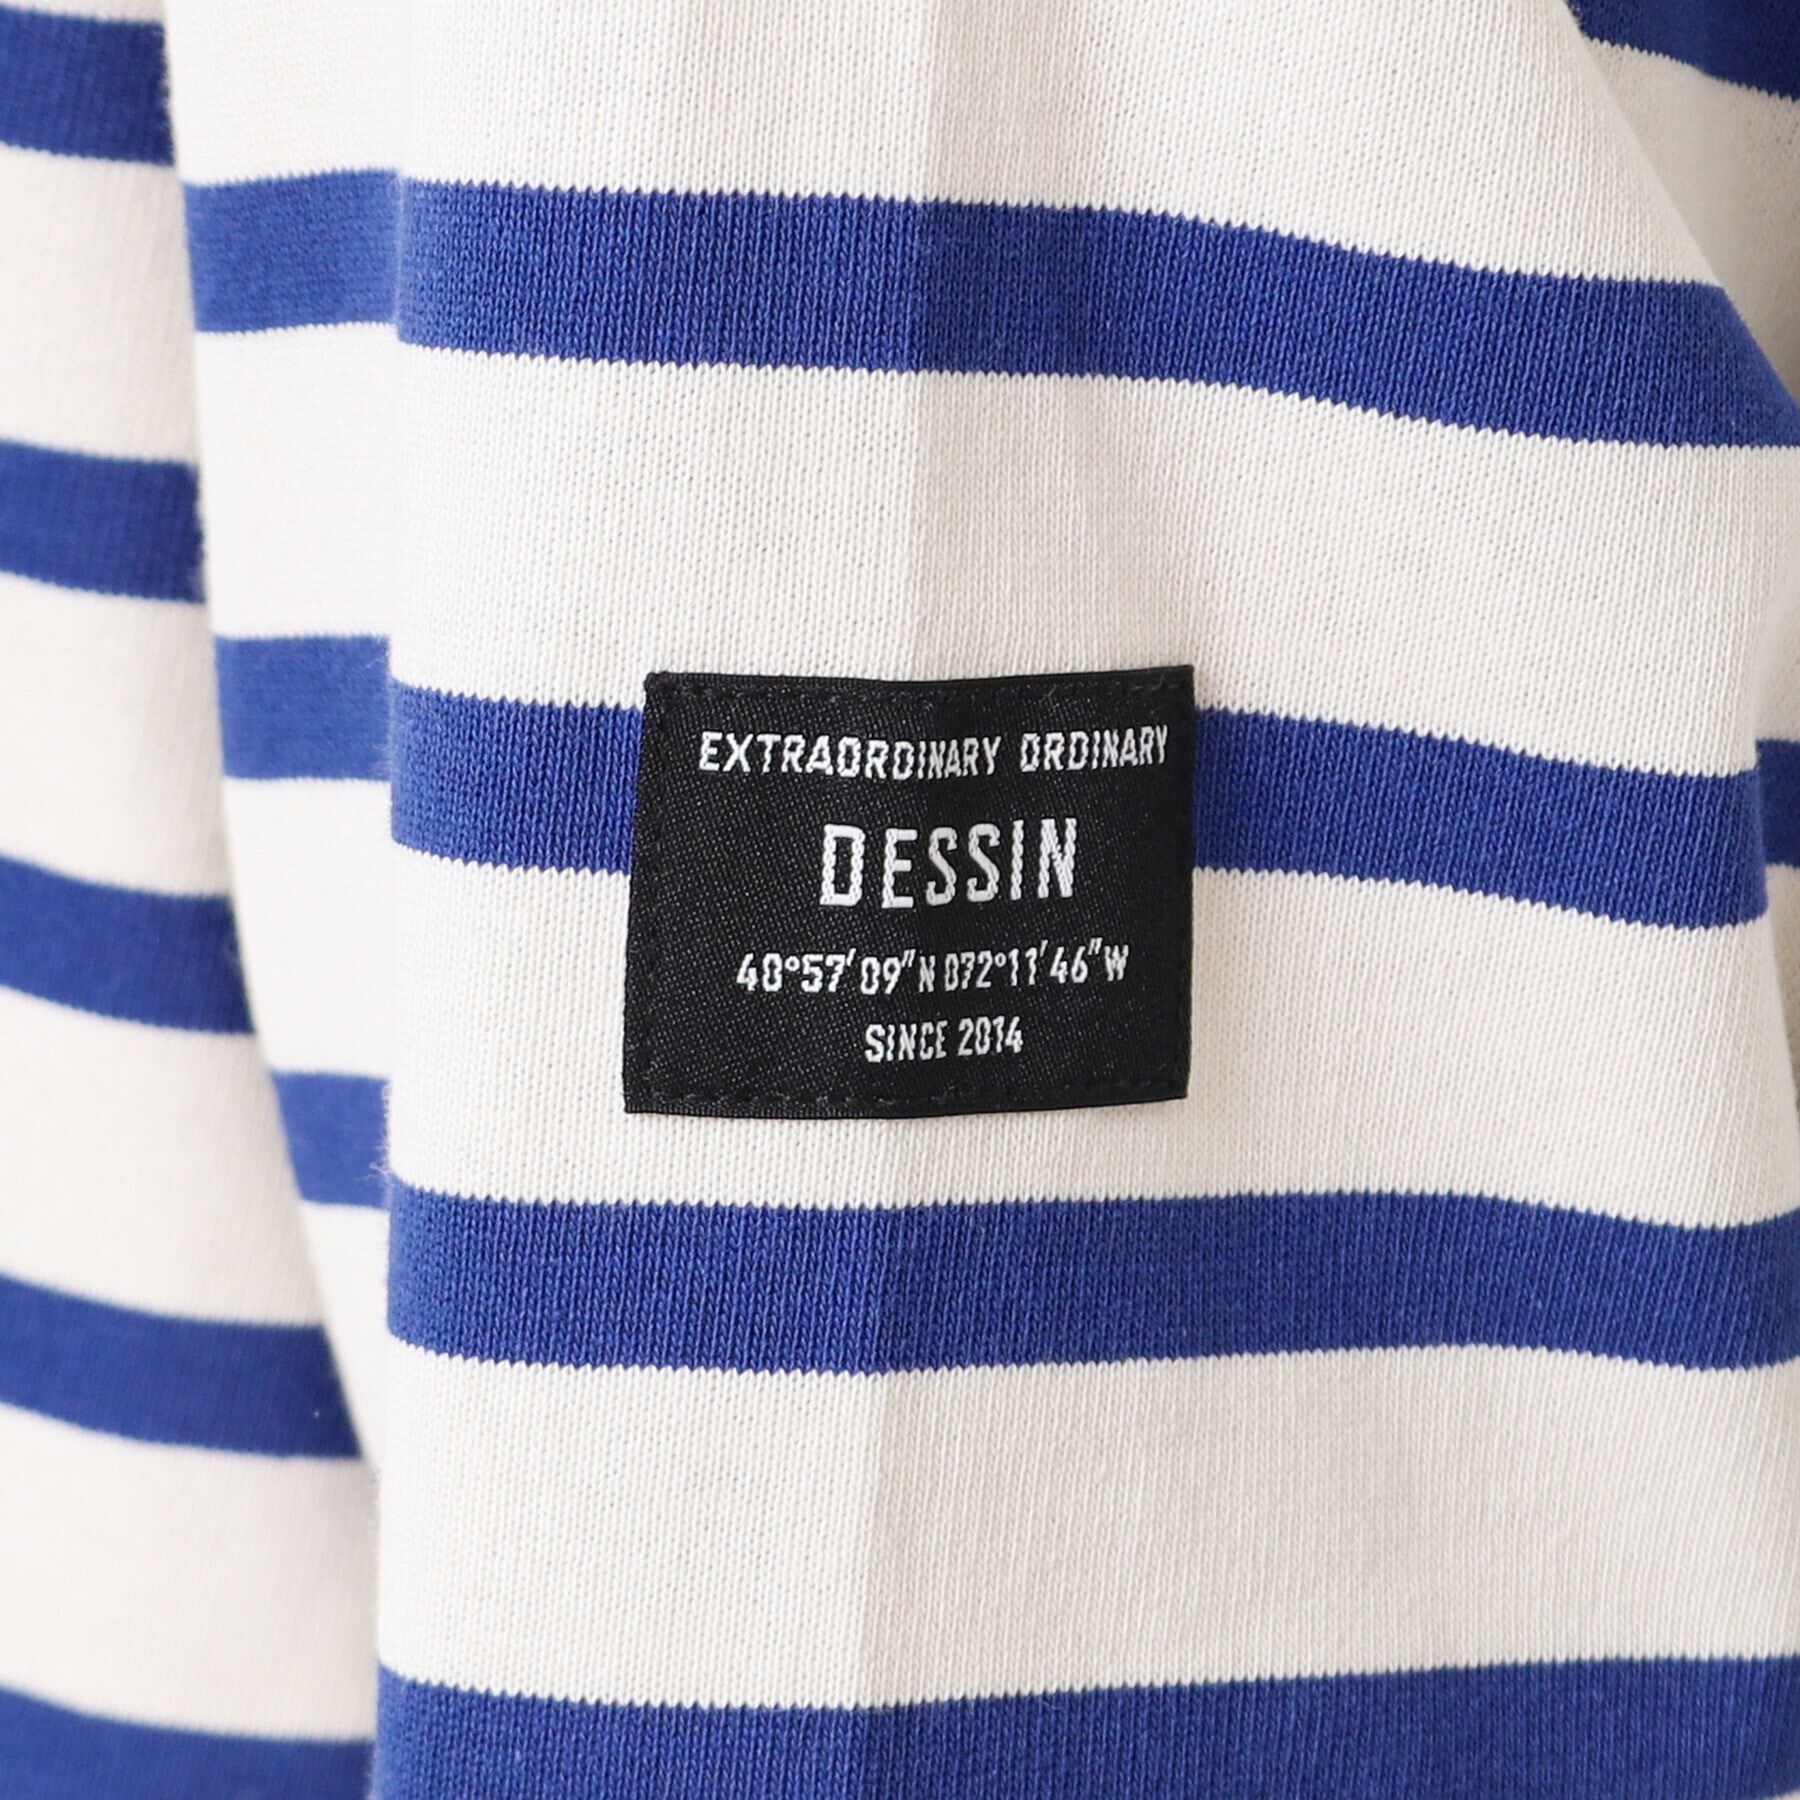 EXTRAORDINARY ORDINARY
DESSIN
40°57′09″N 072°11′46″W
SINCE 2014